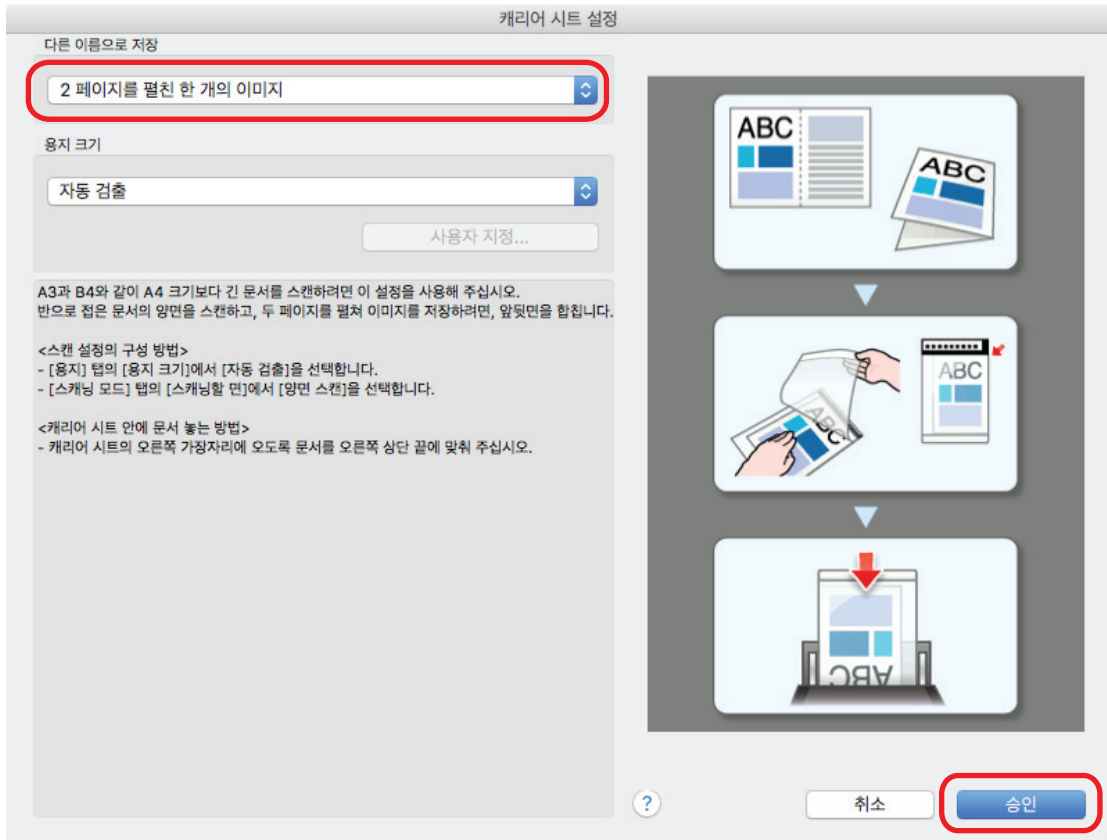 캐리어 시트 설정
다른 이름으로 저장
2 페이지를 펼친 한 개의 이미지
용지 크기
자동 검출
사용자 지정...
A3과 B4와 같이 A4 크기보다 긴 문서를 스캔하려면 이 설정을 사용해 주십시오.
반으로 접은 문서의 양면을 스캔하고, 두 페이지를 펼쳐 이미지를 저장하려면, 앞뒷면을 합칩니다.
<스캔 설정의 구성 방법>
- [용지] 탭의 [용지 크기]에서 [자동 검출]을 선택합니다.
- [스캐닝 모드] 탭의 [스캐닝할 면]에서 [양면 스캔]을 선택합니다.
<캐리어 시트 안에 문서 놓는 방법>
- 캐리어 시트의 오른쪽 가장자리에 오도록 문서를 오른쪽 상단 끝에 맞춰 주십시오.
ABC
ABC
ABC
ABC
ABC
?
취소
승인